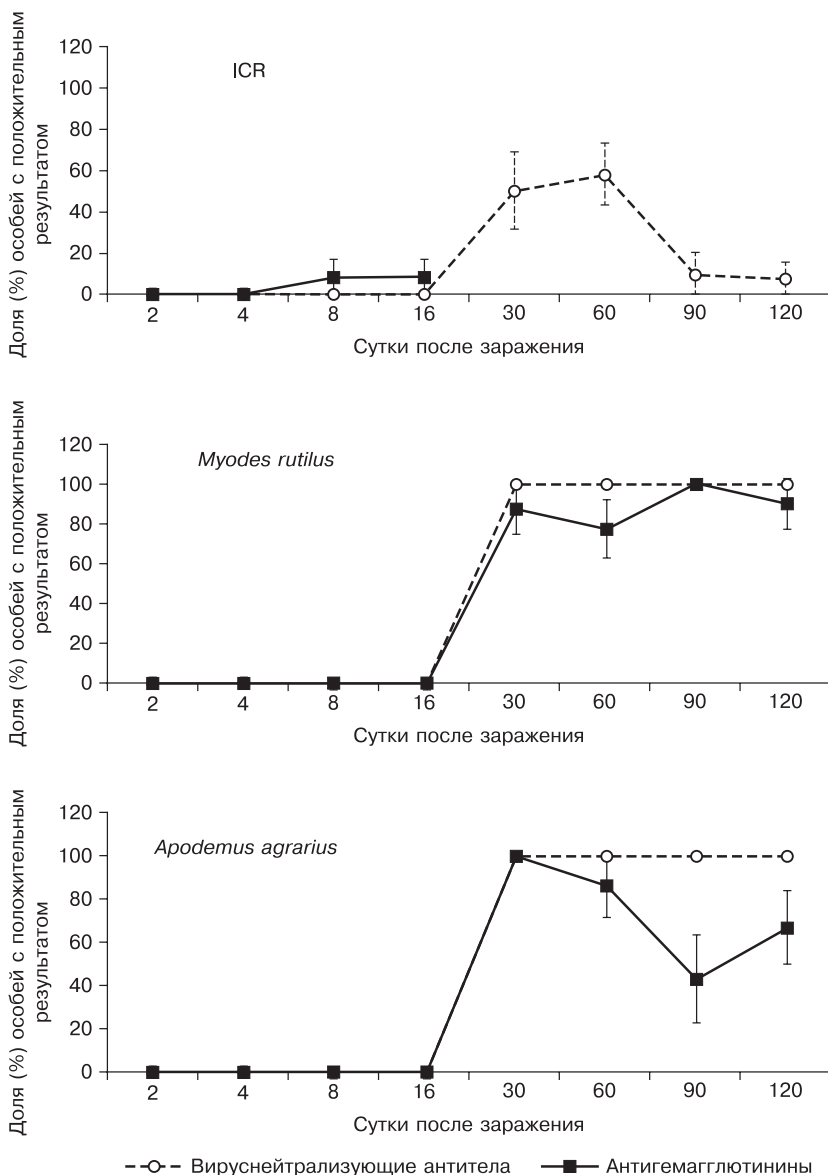 120
100
80
60
40
20
0
Доля (%) особей с положительным
результатом
ICR
2 4 8 16 30 60 90 120
Сутки после заражения
120
100
80
60
40
20
0
Доля (%) особей с положительным
результатом
Myodes rutilus
2 4 8 16 30 60 90 120
Сутки после заражения
120
100
80
60
40
20
0
Доля (%) особей с положительным
результатом
Apodemus agrarius
2 4 8 16 30 60 90 120
Сутки после заражения
Вируснейтрализующие антитела Антигемагглютинины